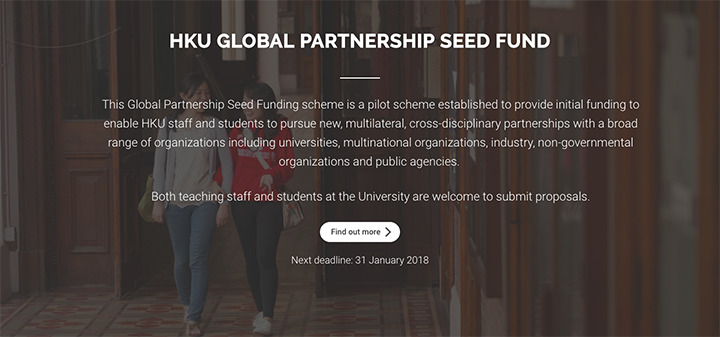 HKU GLOBAL PARTNERSHIP SEED FUND
This Global Partnership Seed Funding scheme is a pilot scheme established to provide initial funding to
enable HKU staff and students to pursue new, multilateral, cross-disciplinary partnerships with a broad
range of organizations including universities, multinational organizations, industry, non-governmental
organizations and public agencies.
Both teaching staff and students at the University are welcome to submit proposals.
Find out more
Next deadline: 31 January 2018